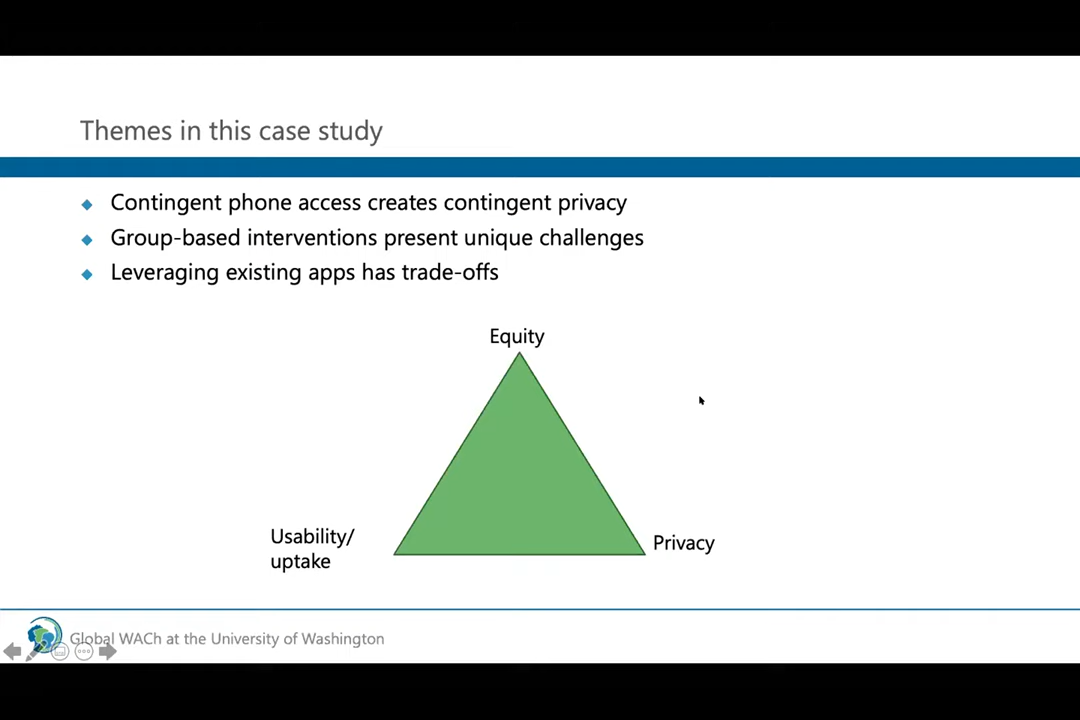 Themes in this case study
Contingent phone access creates contingent privacy
Group-based interventions present unique challenges
Leveraging existing apps has trade-offs
Equity
Usability/
uptake
Privacy
Global WACh at the University of Washington